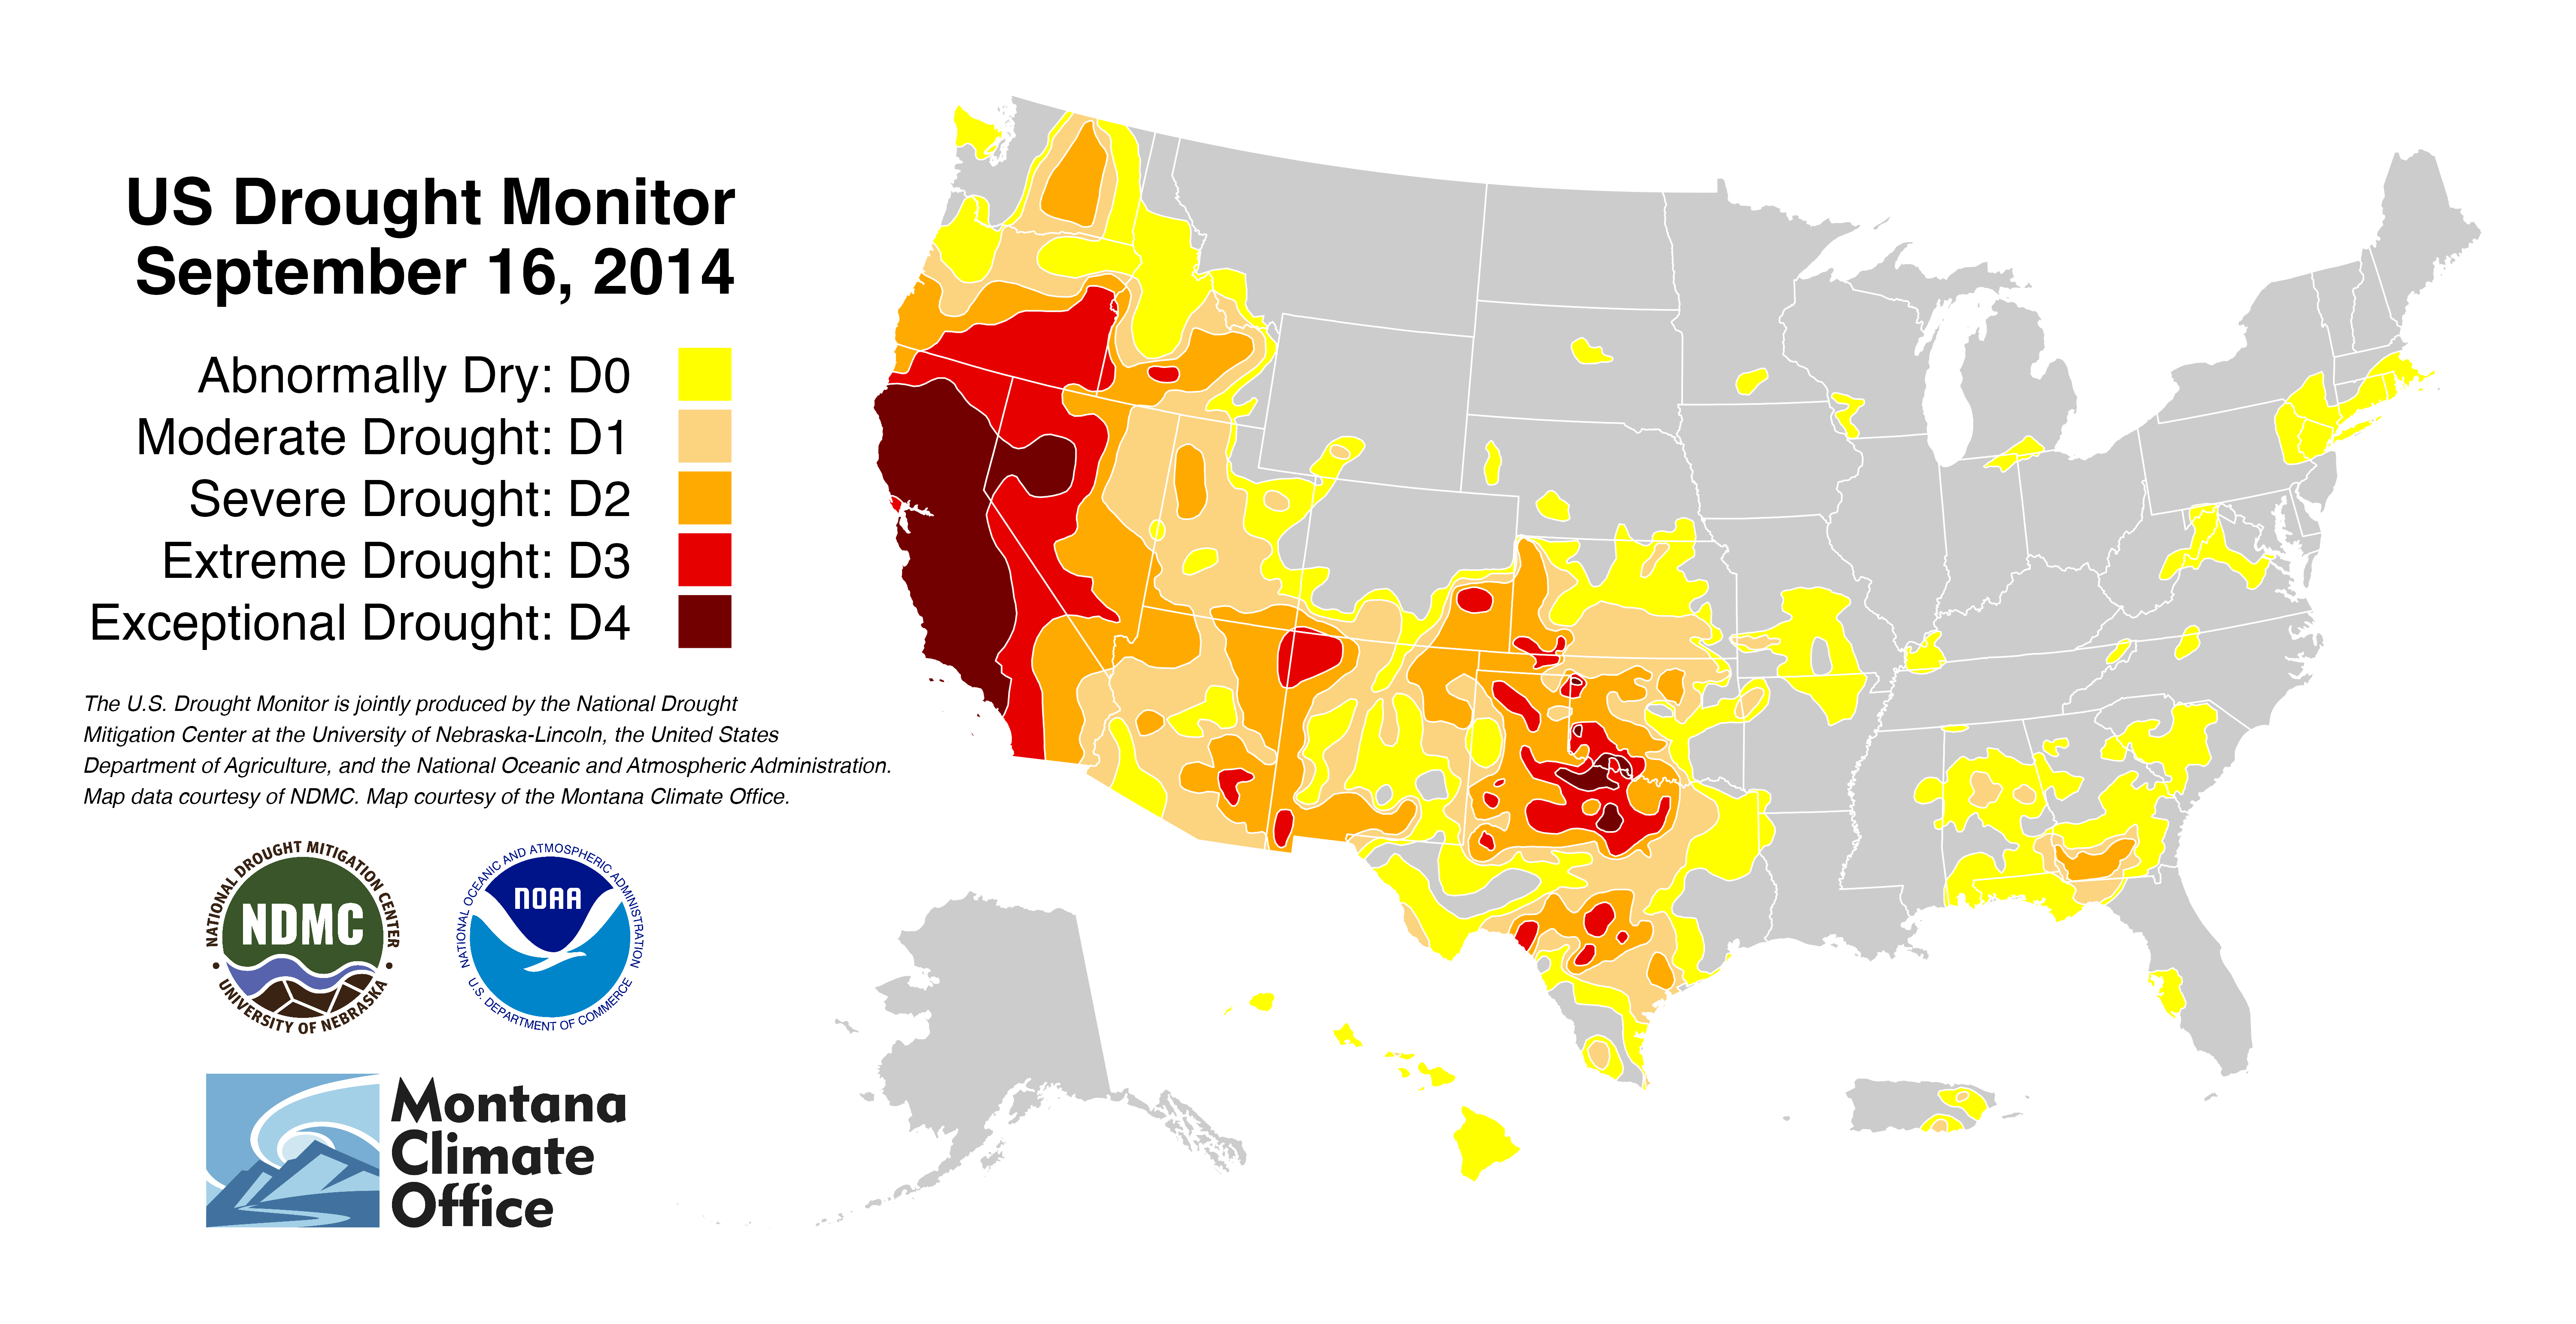 US Drought Monitor
September 16, 2014
Abnormally Dry: D0
Moderate Drought: D1
Severe Drought: D2
Extreme Drought: D3
Exceptional Drought: D4
The U.S. Drought Monitor is jointly produced by the National Drought
Mitigation Center at the University of Nebraska-Lincoln, the United States
Department of Agriculture, and the National Oceanic and Atmospheric Administration.
Map data courtesy of NDMC. Map courtesy of the Montana Climate Office.
NATIONAL DROUGHT MITIGATION CENTER
NDMC
• UNIVERSITY OF NEBRASKA •
NATIONAL OCEANIC AND ATMOSPHERIC ADMINISTRATION
NOAA
U.S. DEPARTMENT OF COMMERCE
Montana
Climate
Office